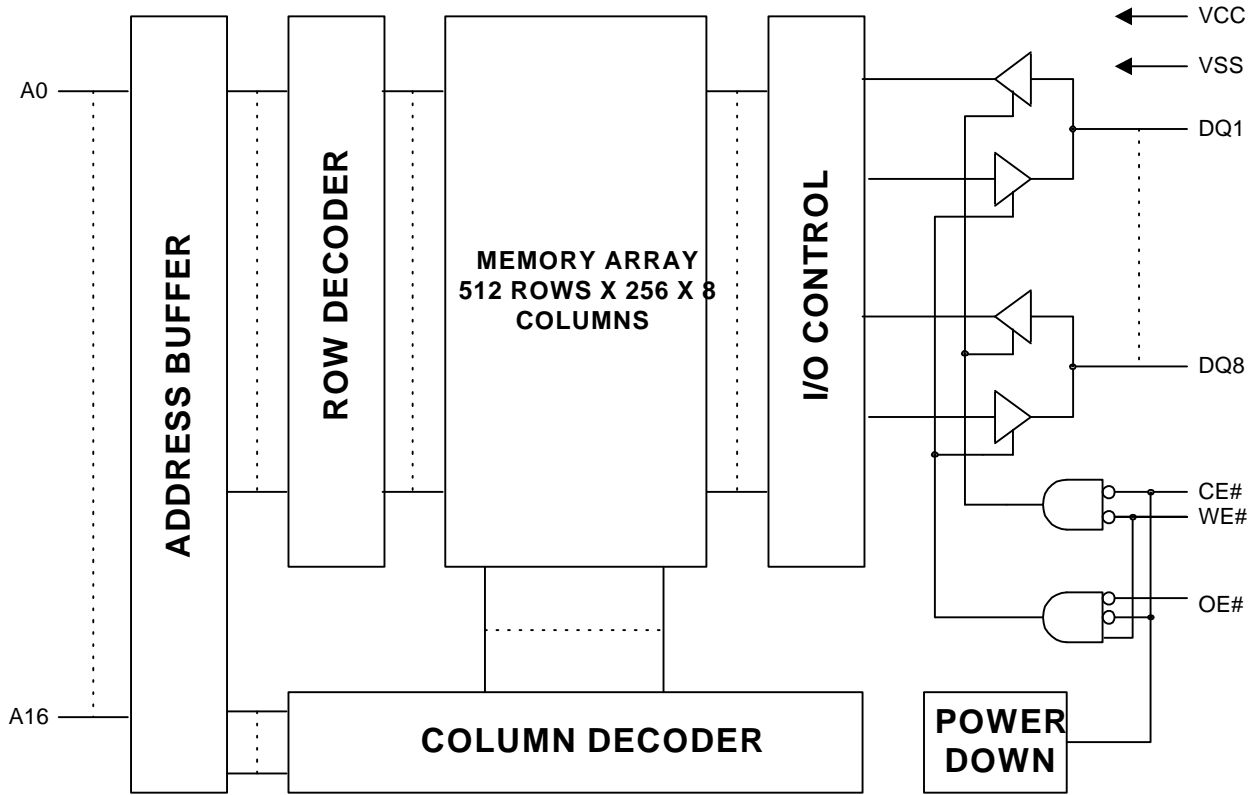 VCC
A0
VSS
DQ1
ADDRESS BUFFER
ROW DECODER
MEMORY ARRAY
512 ROWS X 256 X 8
COLUMNS
I/O CONTROL
DQ8
CE#
WE#
OE#
A16
COLUMN DECODER
POWER
DOWN